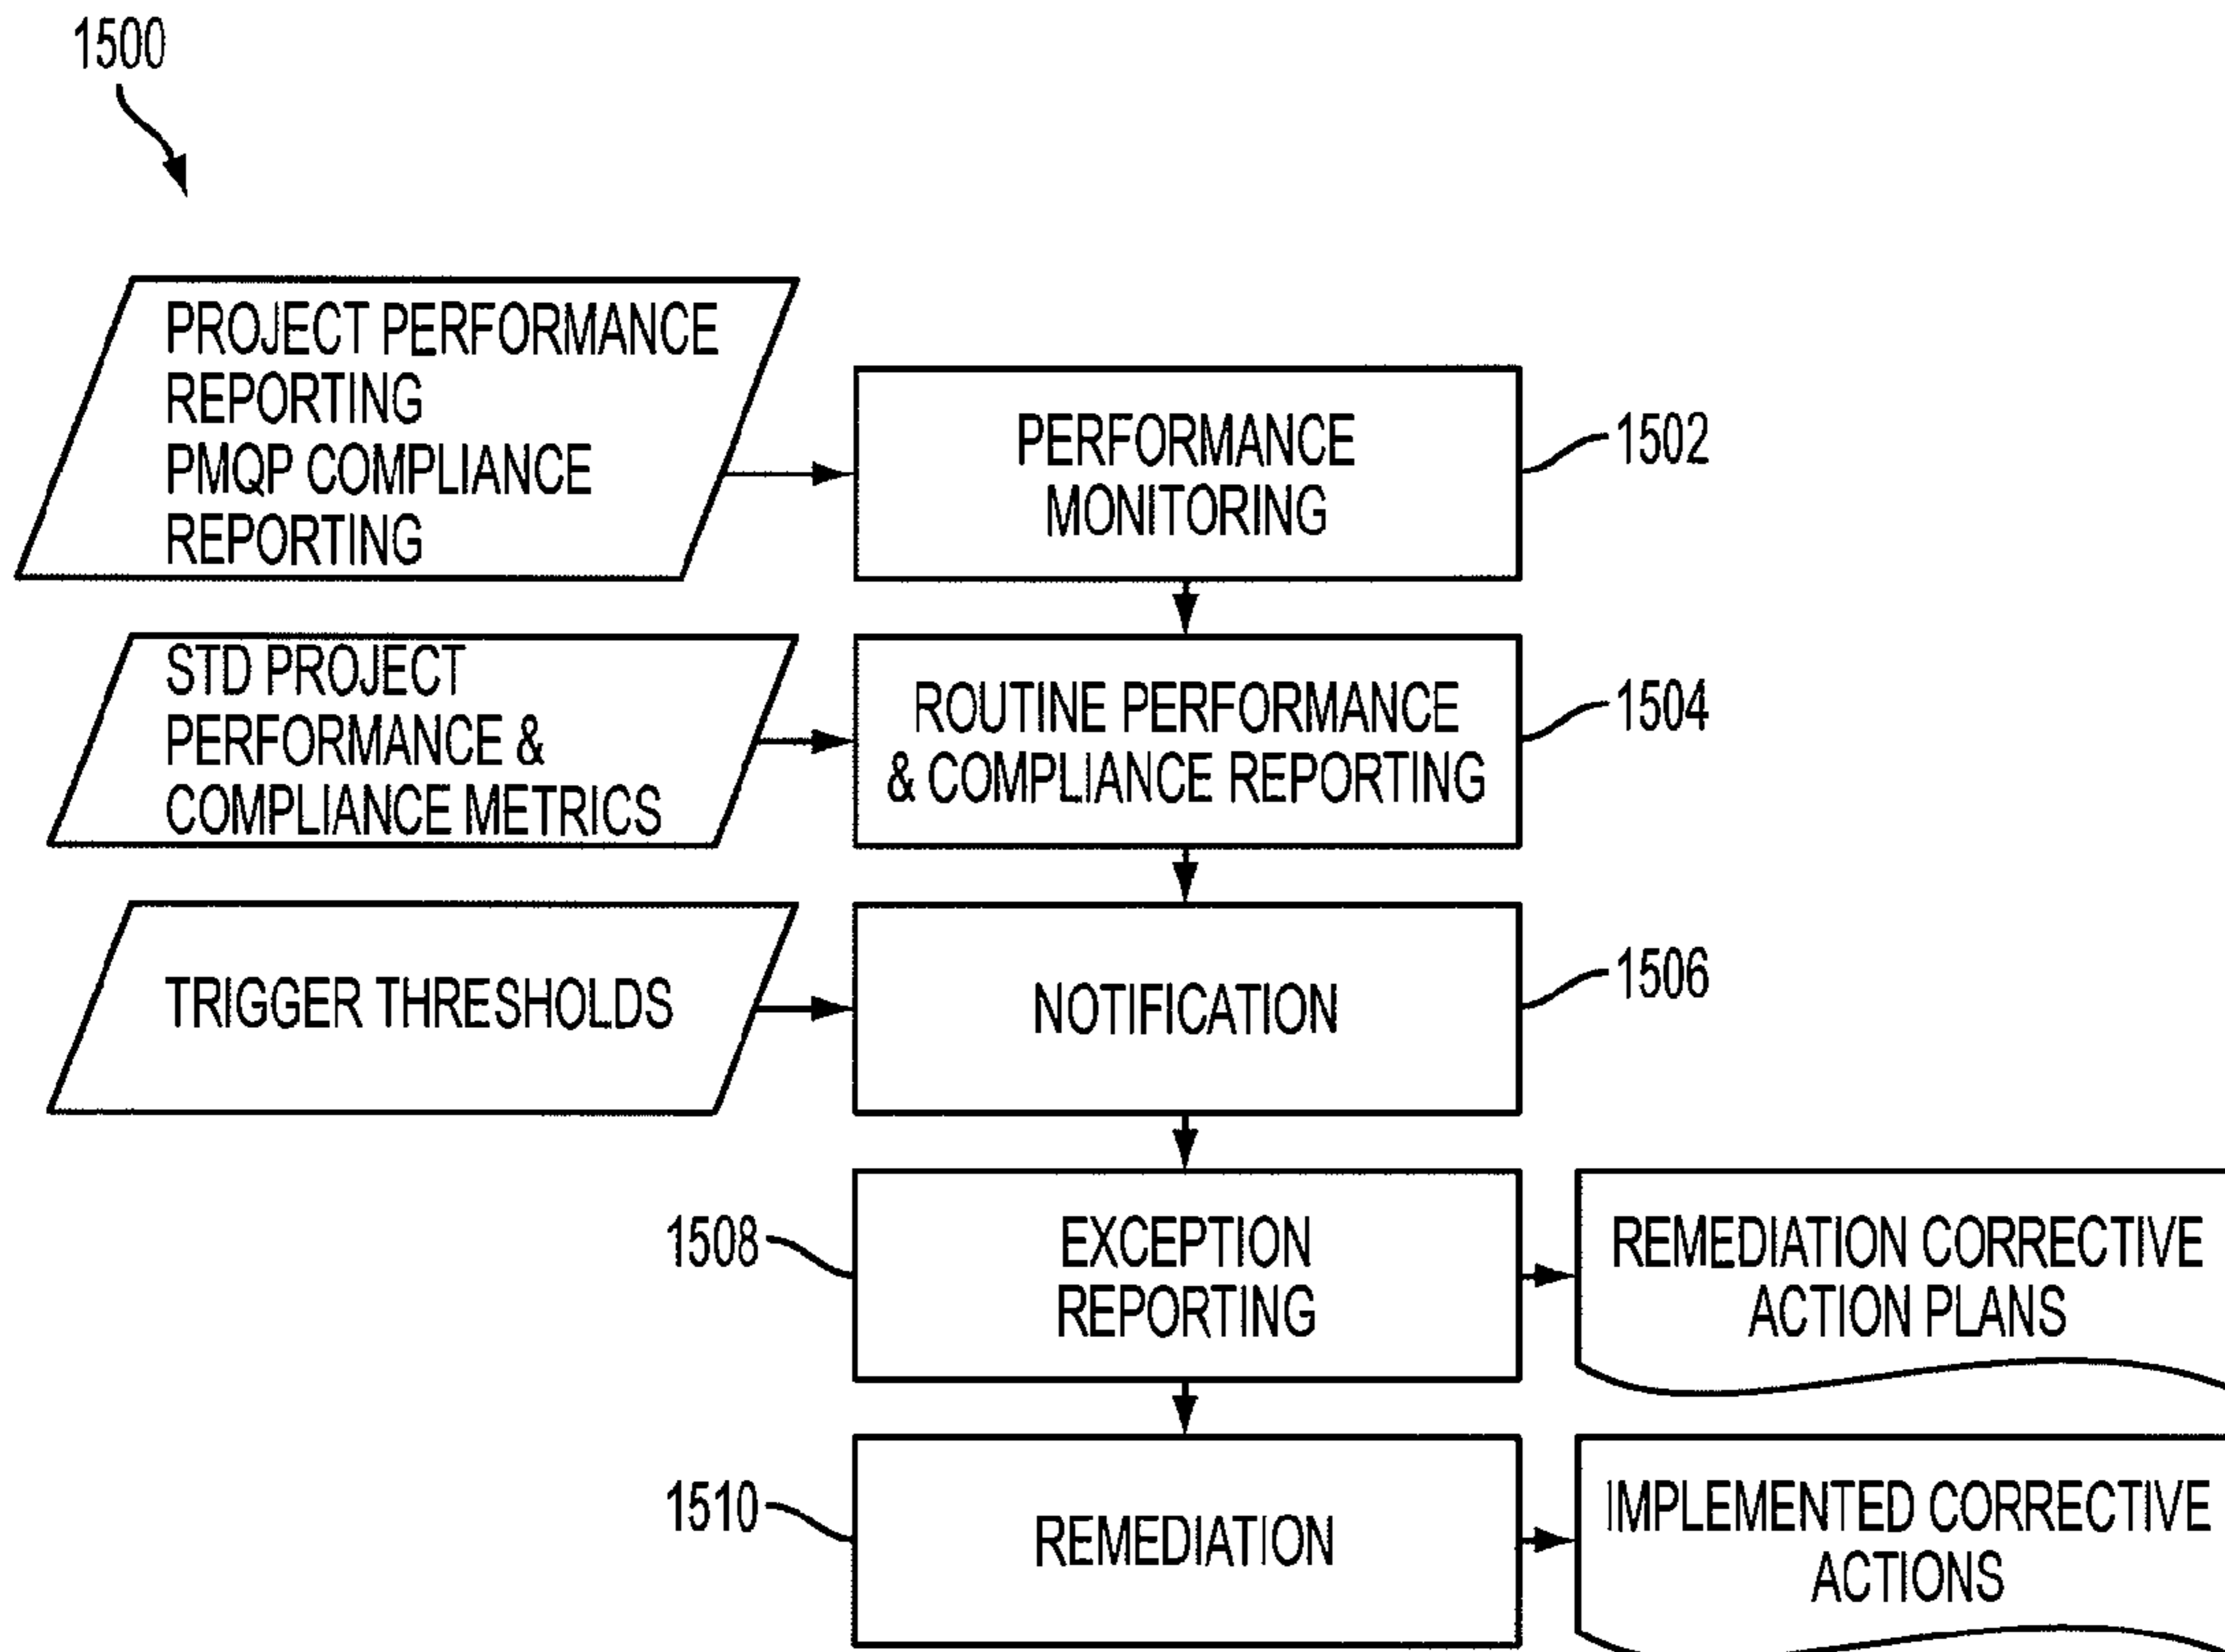 1500
PROJECT PERFORMANCE
REPORTING
PMQP COMPLIANCE
REPORTING
PERFORMANCE
MONITORING
1502
STD PROJECT
PERFORMANCE &
COMPLIANCE METRICS
ROUTINE PERFORMANCE
& COMPLIANCE REPORTING
1504
TRIGGER THRESHOLDS
NOTIFICATION
1506
1508
EXCEPTION
REPORTING
REMEDIATION CORRECTIVE
ACTION PLANS
1510
REMEDIATION
IMPLEMENTED CORRECTIVE
ACTIONS